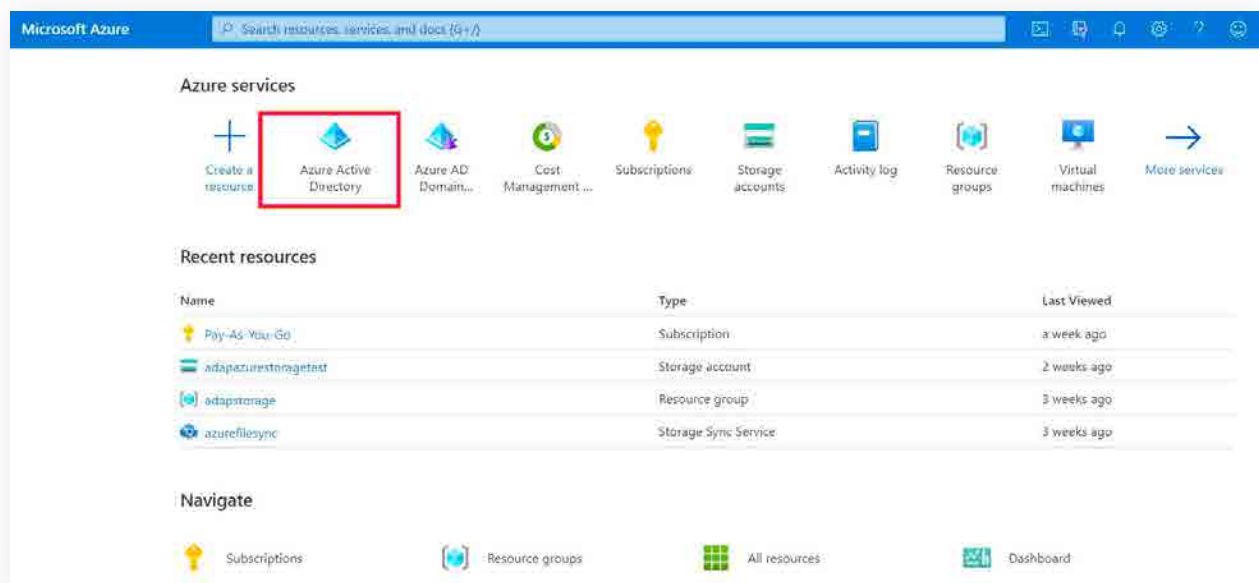 Microsoft Azure
Search resources, services, and docs (G+/)
Azure services
Create a resource
Azure Active Directory
Azure AD Domain...
Cost Management ...
Subscriptions
Storage accounts
Activity log
Resource groups
Virtual machines
More services
Recent resources
Name Type Last Viewed
Pay-As-You-Go Subscription a week ago
adapazurestoragetest Storage account 2 weeks ago
adapstorage Resource group 3 weeks ago
azurefilesync Storage Sync Service 3 weeks ago
Navigate
Subscriptions Resource groups All resources Dashboard